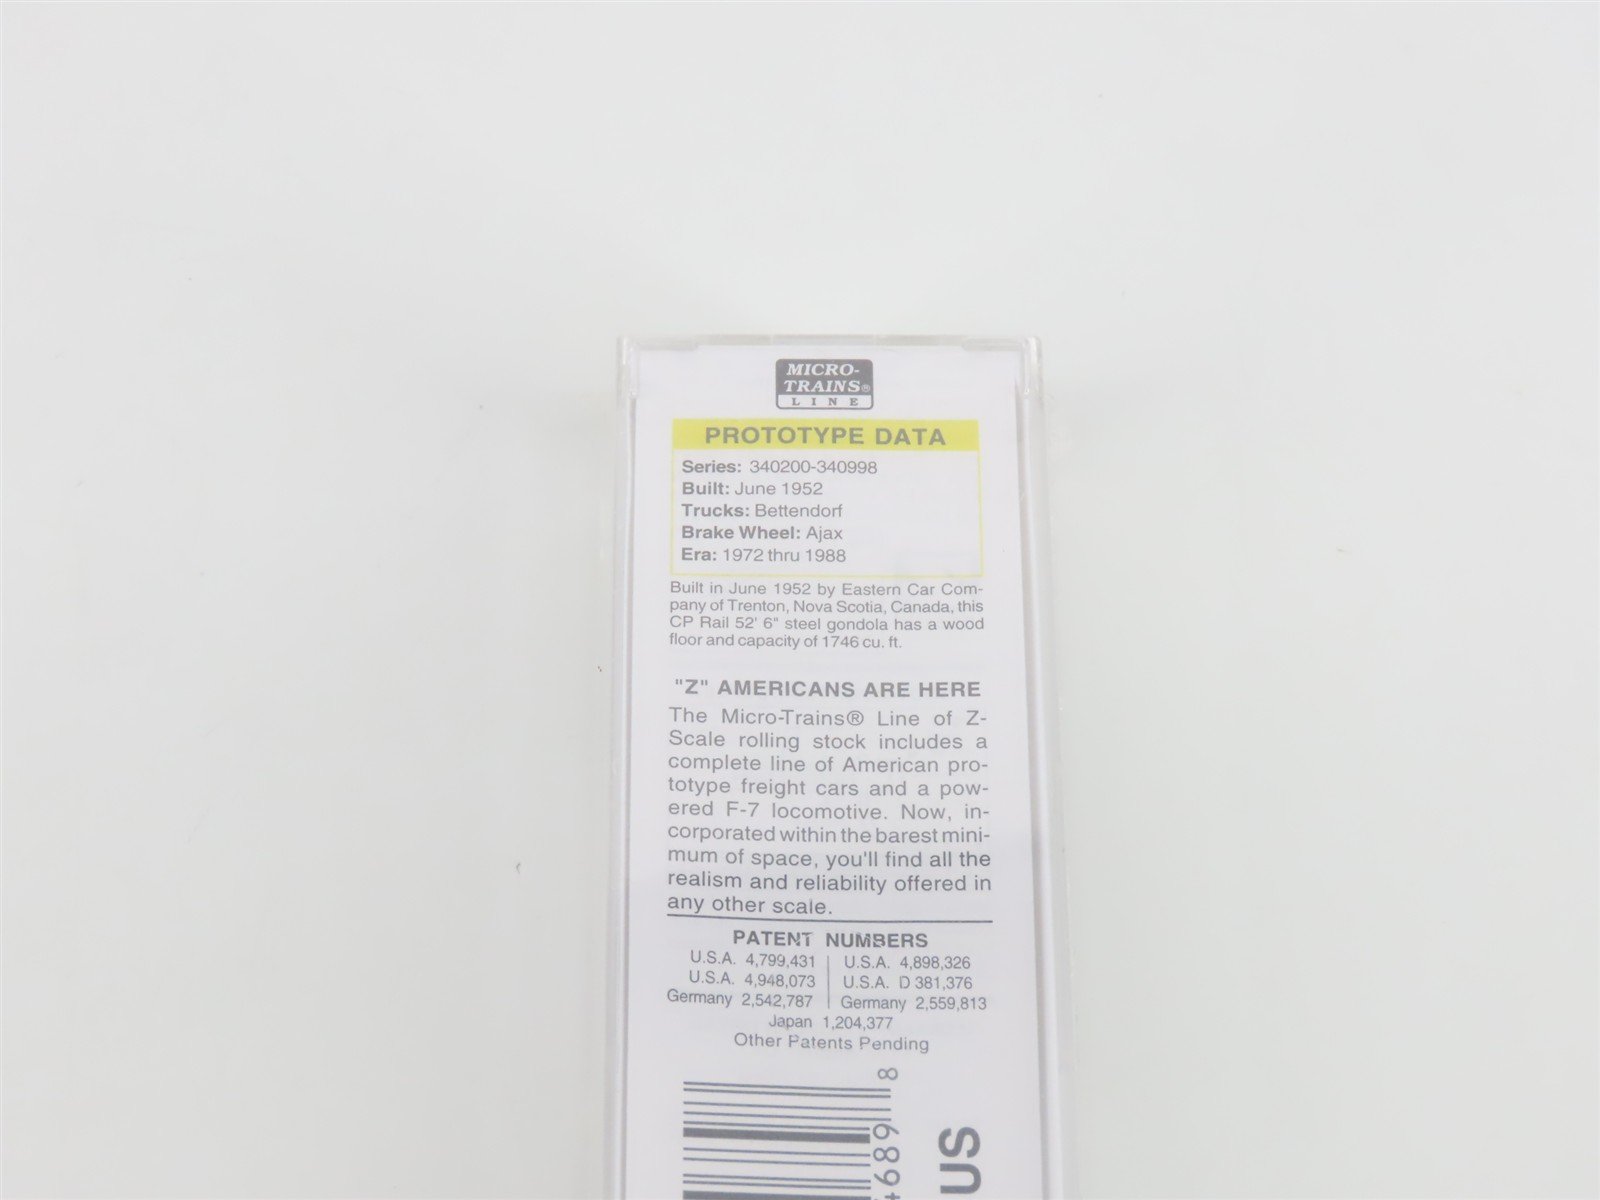 MICRO-
TRAINS®
LINE
PROTOTYPE DATA
Series: 340200-340998
Built: June 1952
Trucks: Bettendorf
Brake Wheel: Ajax
Era: 1972 thru 1988
Built in June 1952 by Eastern Car Com-
pany of Trenton, Nova Scotia, Canada, this
CP Rail 52' 6" steel gondola has a wood
floor and capacity of 1746 cu. ft.
"Z" AMERICANS ARE HERE
The Micro-Trains® Line of Z-
Scale rolling stock includes a
complete line of American pro-
totype freight cars and a pow-
ered F-7 locomotive. Now, in-
corporated within the barest mini-
mum of space, you'll find all the
realism and reliability offered in
any other scale.
PATENT NUMBERS
U.S.A. 4,799,431 | U.S.A. 4,898,326
U.S.A. 4,948,073 | U.S.A. D 381,376
Germany 2,542,787 | Germany 2,559,813
Japan 1,204,377
Other Patents Pending
4689 8
US